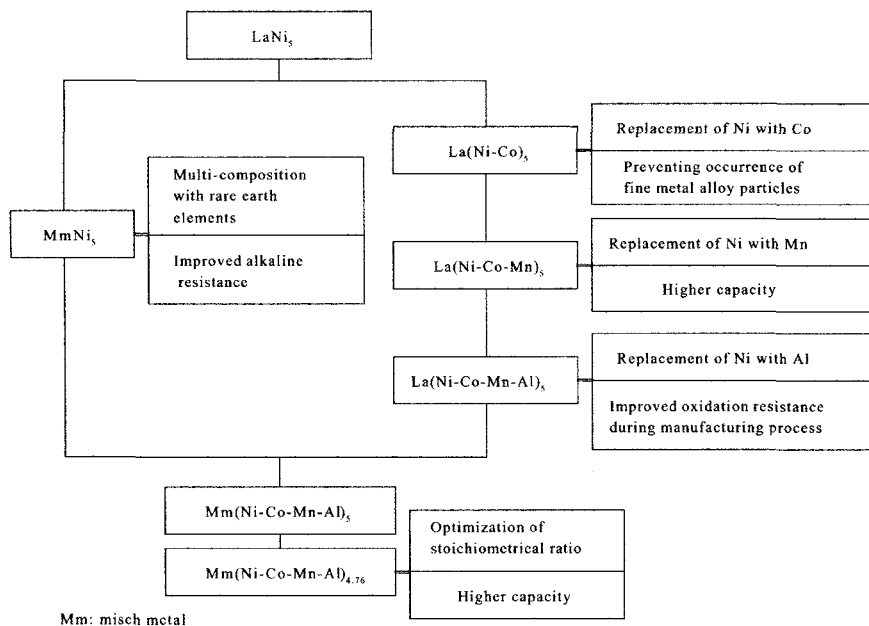 LaNi₅
La(Ni-Co)₅
Replacement of Ni with Co
Preventing occurrence of
fine metal alloy particles
Multi-composition
with rare earth
elements
MmNi₅
Improved alkaline
resistance
La(Ni-Co-Mn)₅
Replacement of Ni with Mn
Higher capacity
La(Ni-Co-Mn-Al)₅
Replacement of Ni with Al
Improved oxidation resistance
during manufacturing process
Mm(Ni-Co-Mn-Al)₅
Mm(Ni-Co-Mn-Al)₄.₇₆
Optimization of
stoichiometrical ratio
Higher capacity
Mm: misch metal